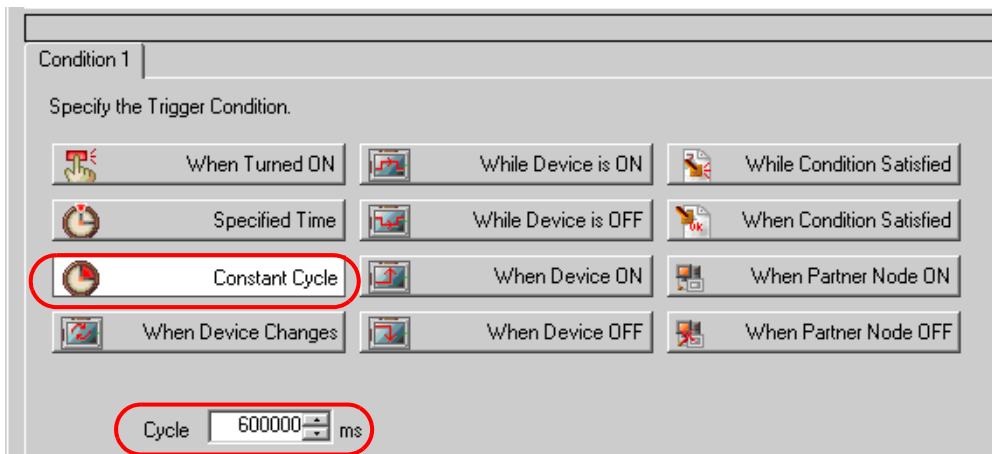 Condition 1
Specify the Trigger Condition.
When Turned ON While Device is ON While Condition Satisfied
Specified Time While Device is OFF When Condition Satisfied
OK
Constant Cycle When Device ON When Partner Node ON
When Device Changes When Device OFF When Partner Node OFF
Cycle 600000 ms